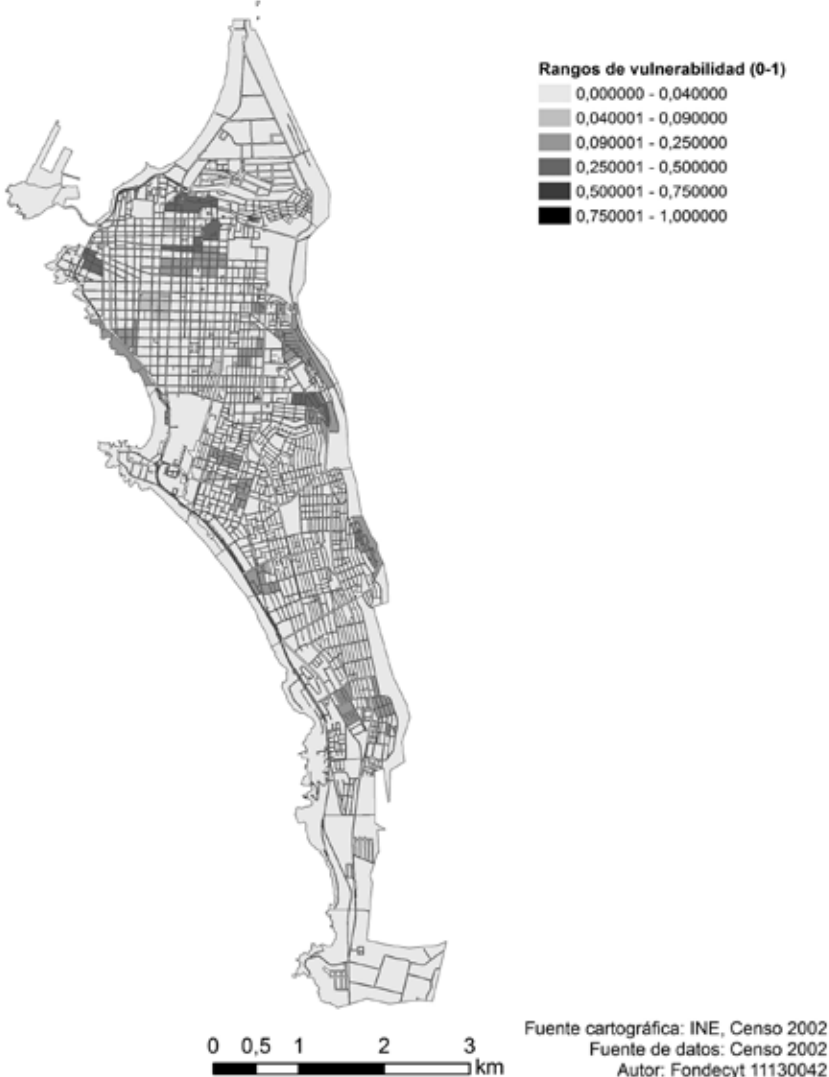 Rangos de vulnerabilidad (0-1)
0,000000 - 0,040000
0,040001 - 0,090000
0,090001 - 0,250000
0,250001 - 0,500000
0,500001 - 0,750000
0,750001 - 1,000000
0 0,5 1 2 3
km
Fuente cartográfica: INE, Censo 2002
Fuente de datos: Censo 2002
Autor: Fondecyt 11130042